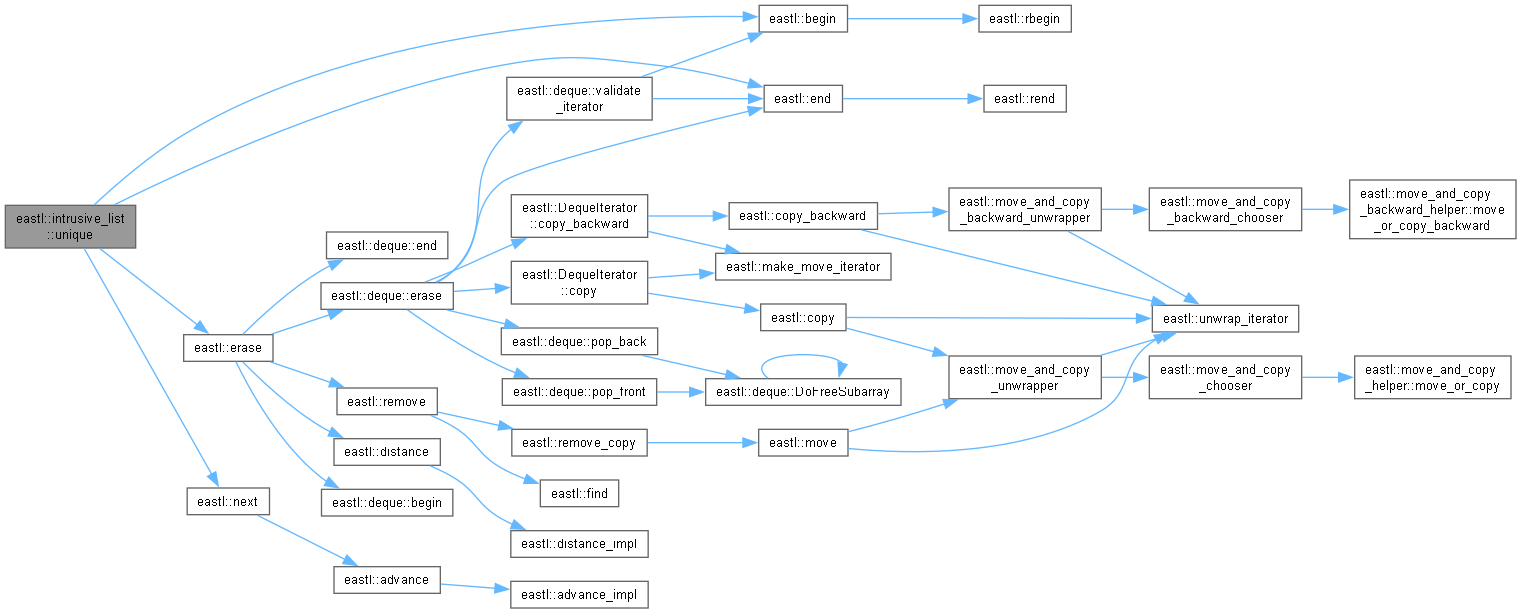 eastl::intrusive_list
::unique
eastl::begin
eastl::rbegin
eastl::deque::validate
_iterator
eastl::end
eastl::rend
eastl::deque::end
eastl::deque::erase
eastl::erase
eastl::remove
eastl::distance
eastl::deque::begin
eastl::next
eastl::advance
eastl::DequeIterator
::copy_backward
eastl::DequeIterator
::copy
eastl::deque::pop_back
eastl::deque::pop_front
eastl::remove_copy
eastl::find
eastl::distance_impl
eastl::advance_impl
eastl::copy_backward
eastl::make_move_iterator
eastl::copy
eastl::deque::DoFreeSubarray
eastl::move
eastl::move_and_copy
_backward_unwrapper
eastl::move_and_copy
_unwrapper
eastl::move_and_copy
_backward_chooser
eastl::unwrap_iterator
eastl::move_and_copy
_chooser
eastl::move_and_copy
_backward_helper::move
_or_copy_backward
eastl::move_and_copy
_helper::move_or_copy